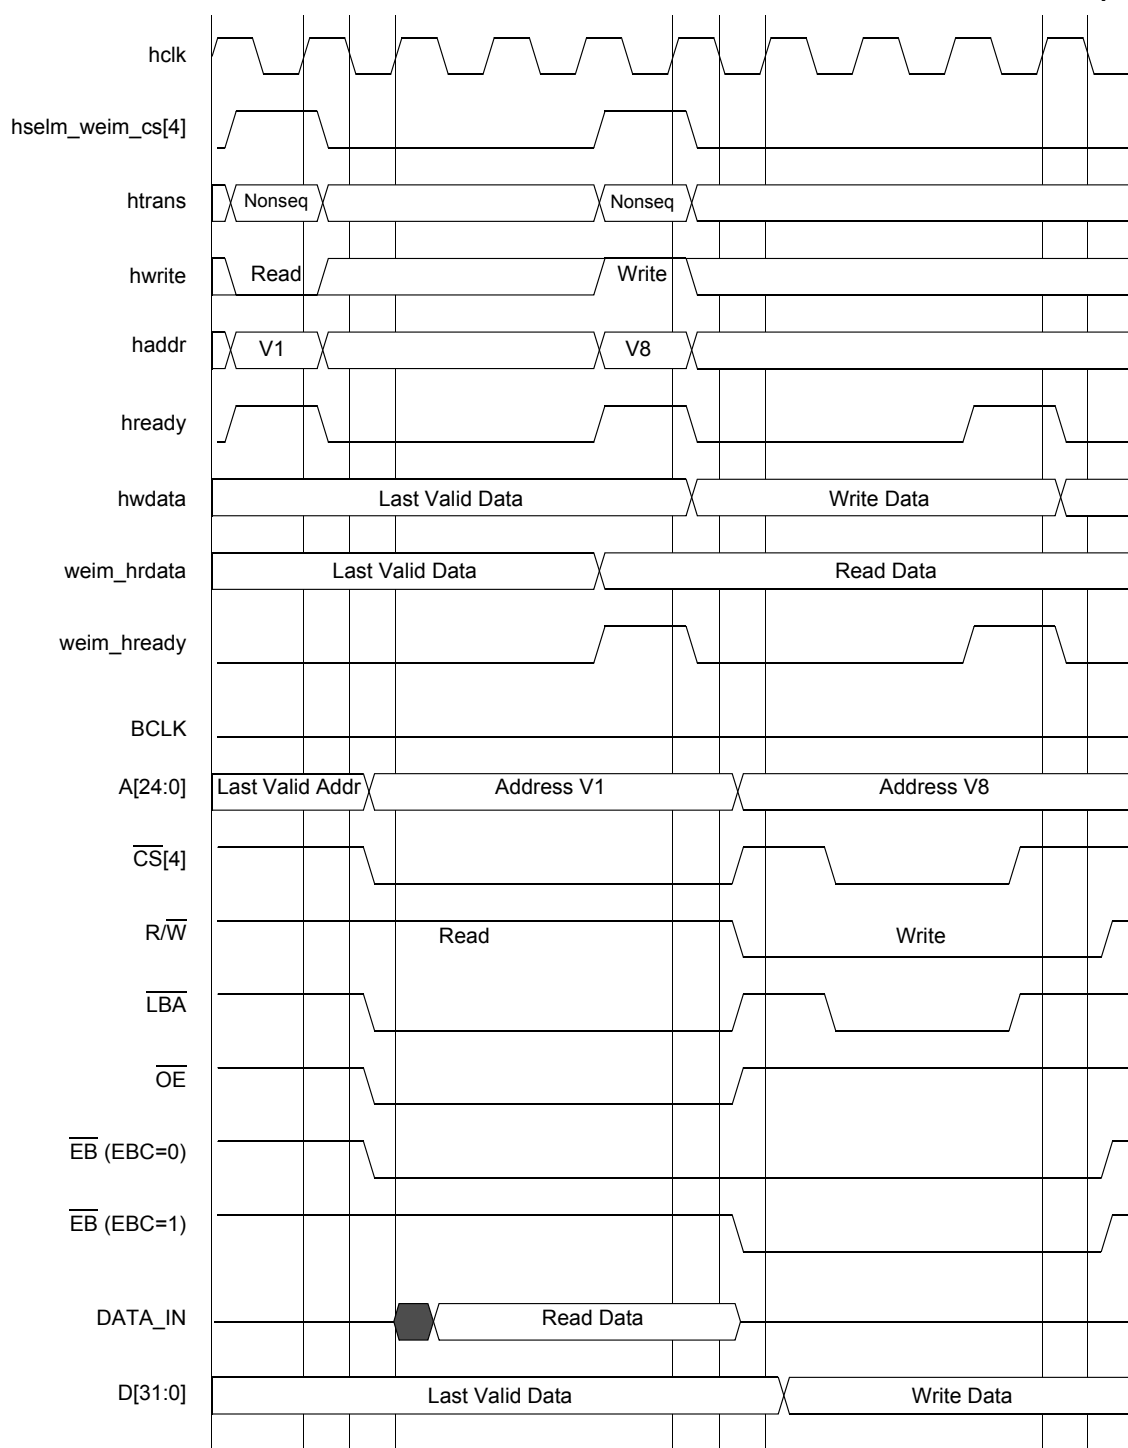 hclk
hselm_weim_cs[4]
htrans Nonseq Nonseq
hwrite Read Write
haddr V1 V8
hready
hwdata Last Valid Data Write Data
weim_hrdata Last Valid Data Read Data
weim_hready
BCLK
A[24:0] Last Valid Addr Address V1 Address V8
CS[4]
R/W Read Write
LBA
OE
EB (EBC=0)
EB (EBC=1)
DATA_IN Read Data
D[31:0] Last Valid Data Write Data